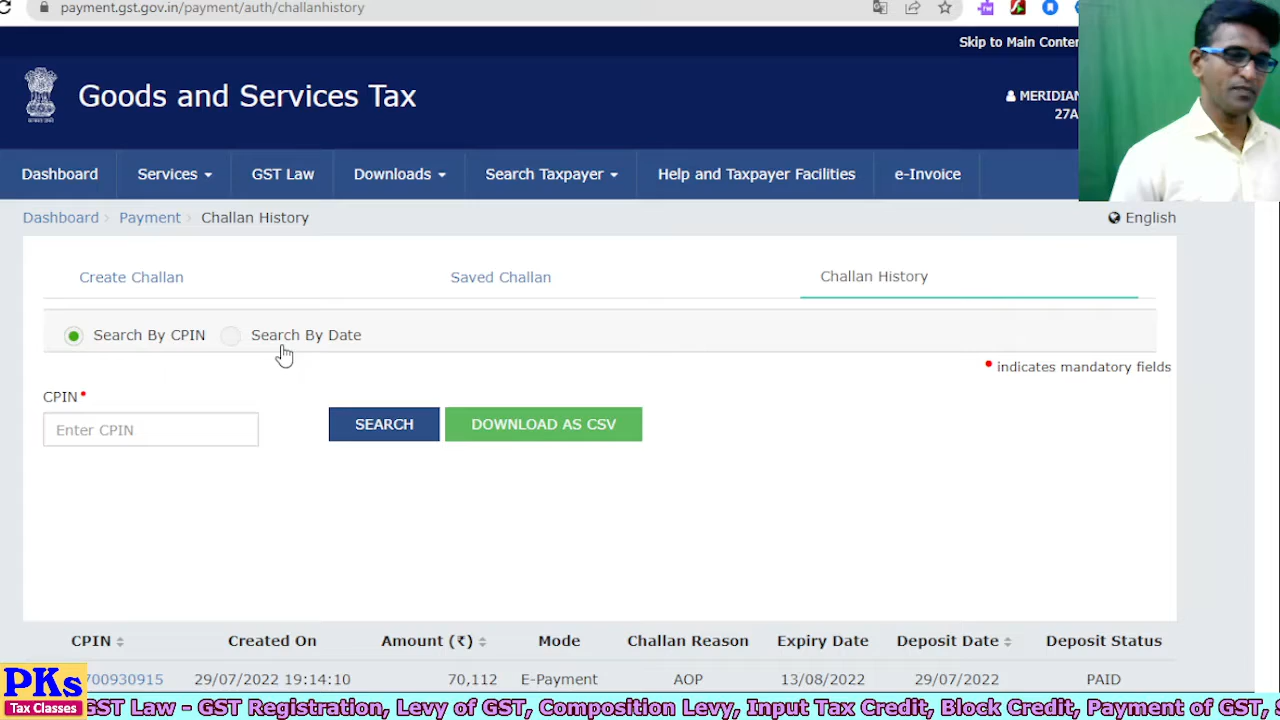 payment.gst.gov.in/payment/auth/challanhistory
Skip to Main Conten
Goods and Services Tax
MERIDIAN
27A
Dashboard Services GST Law Downloads Search Taxpayer Help and Taxpayer Facilities e-Invoice
Dashboard Payment Challan History English
Create Challan Saved Challan Challan History
Search By CPIN Search By Date
• indicates mandatory fields
CPIN•
Enter CPIN SEARCH DOWNLOAD AS CSV
CPIN Created On Amount (₹) Mode Challan Reason Expiry Date Deposit Date Deposit Status
700930915 29/07/2022 19:14:10 70,112 E-Payment AOP 13/08/2022 29/07/2022 PAID
PKs
Tax Classes
GST Law - GST Registration, Levy of GST, Composition Levy, Input Tax Credit, Block Credit, Payment of GST,